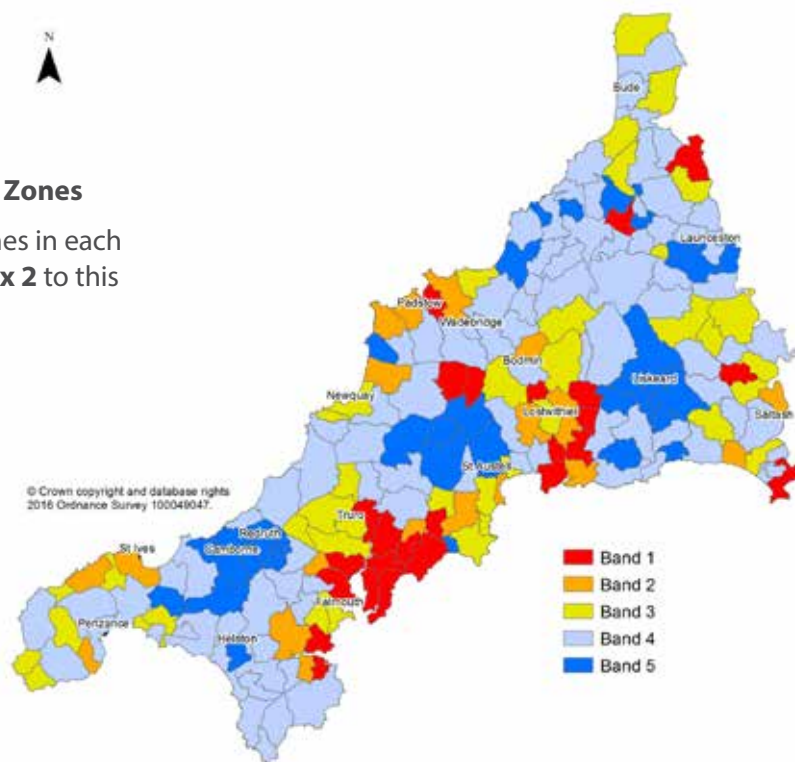 N
Zones
nes in each
x 2 to this
Bude
Launceston
Padstow
Wadebridge
Bodmin
Liskeard
Newquay
Lostwithiel
Saltash
St Austell
© Crown copyright and database rights
2016 Ordnance Survey 100049047.
Truro
Redruth
St Ives
Camborne
Falmouth
Penzance
Helston
Band 1
Band 2
Band 3
Band 4
Band 5